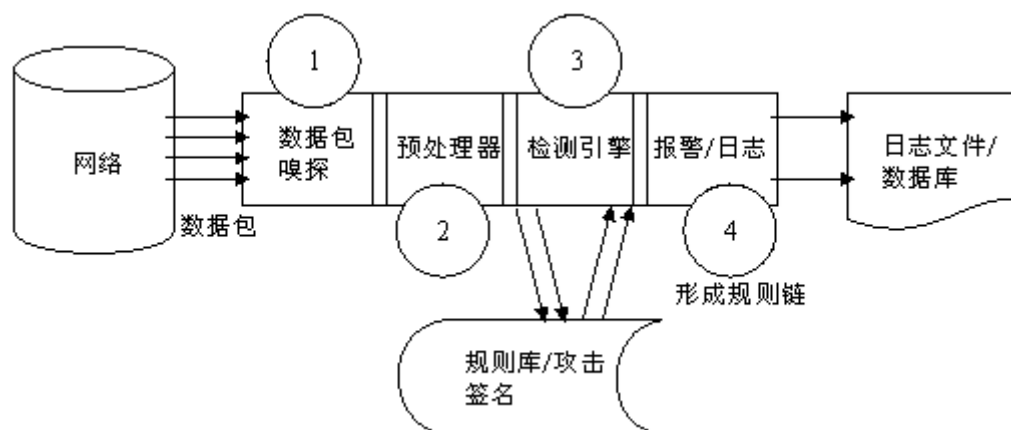 1
3
网络
数据包
嗅探
预处理器
检测引擎
报警/日志
日志文件/
数据库
数据包
2
4
形成规则链
规则库/攻击
签名